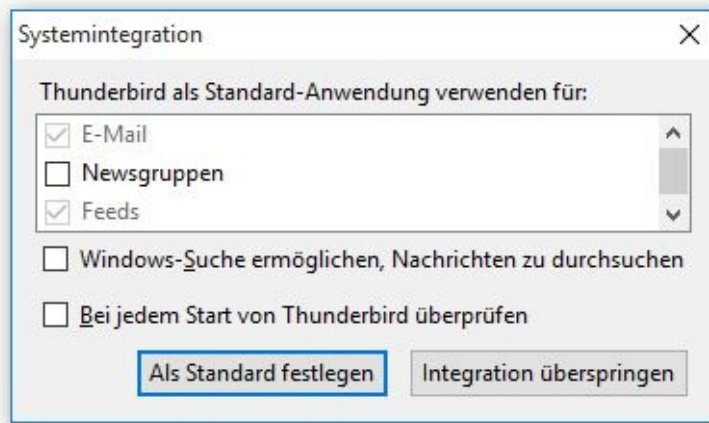 Systemintegration
Thunderbird als Standard-Anwendung verwenden für:
E-Mail
Newsgruppen
Feeds
Windows-Suche ermöglichen, Nachrichten zu durchsuchen
Bei jedem Start von Thunderbird überprüfen
Als Standard festlegen Integration überspringen